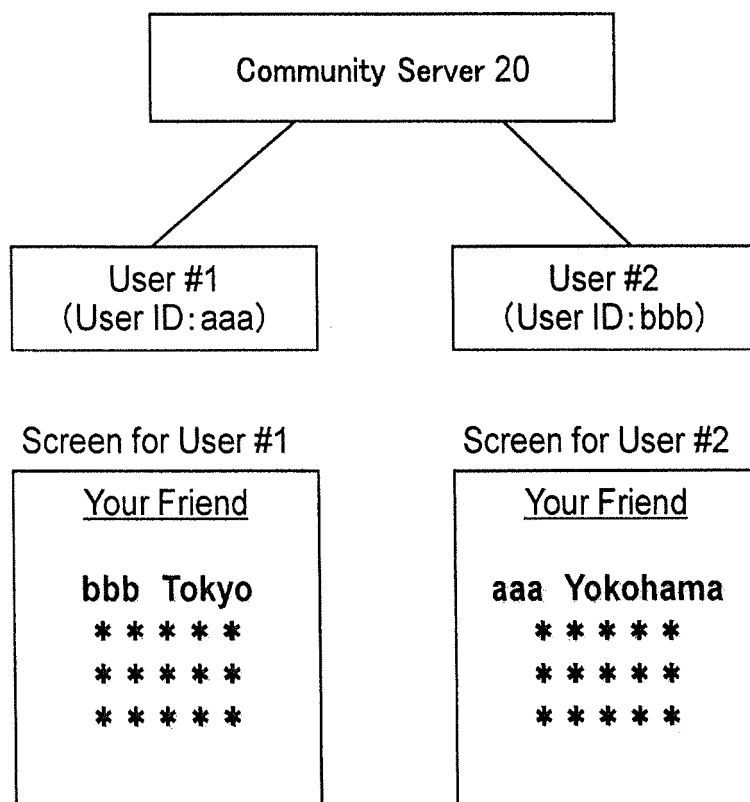 Community Server 20
User #1
(User ID:aaa)
User #2
(User ID:bbb)
Screen for User #1
Your Friend
bbb Tokyo
* * * * *
* * * * *
* * * * *
Screen for User #2
Your Friend
aaa Yokohama
* * * * *
* * * * *
* * * * *